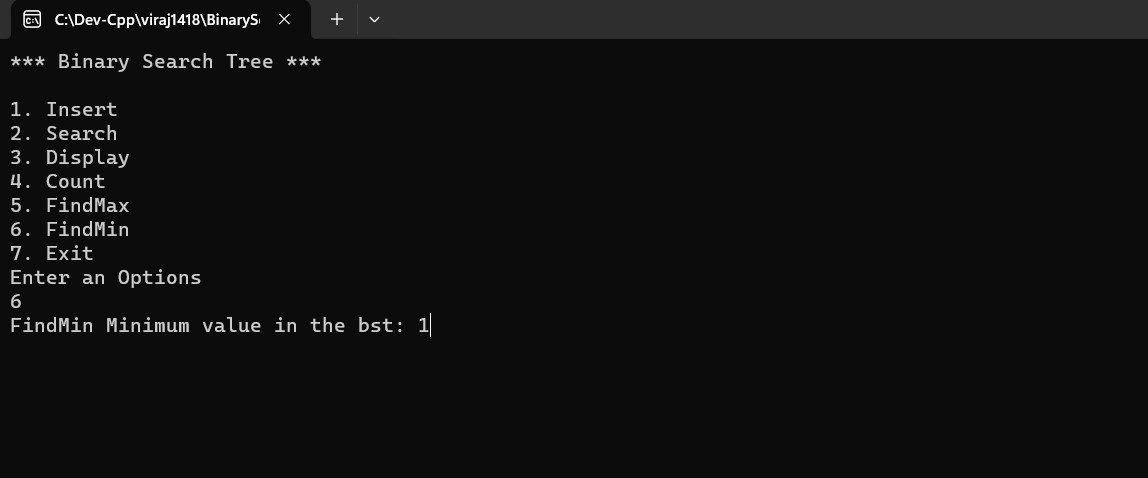 C:\Dev-Cpp\viraj1418\BinaryS
*** Binary Search Tree ***
1. Insert
2. Search
3. Display
4. Count
5. FindMax
6. FindMin
7. Exit
Enter an Options
6
FindMin Minimum value in the bst: 1